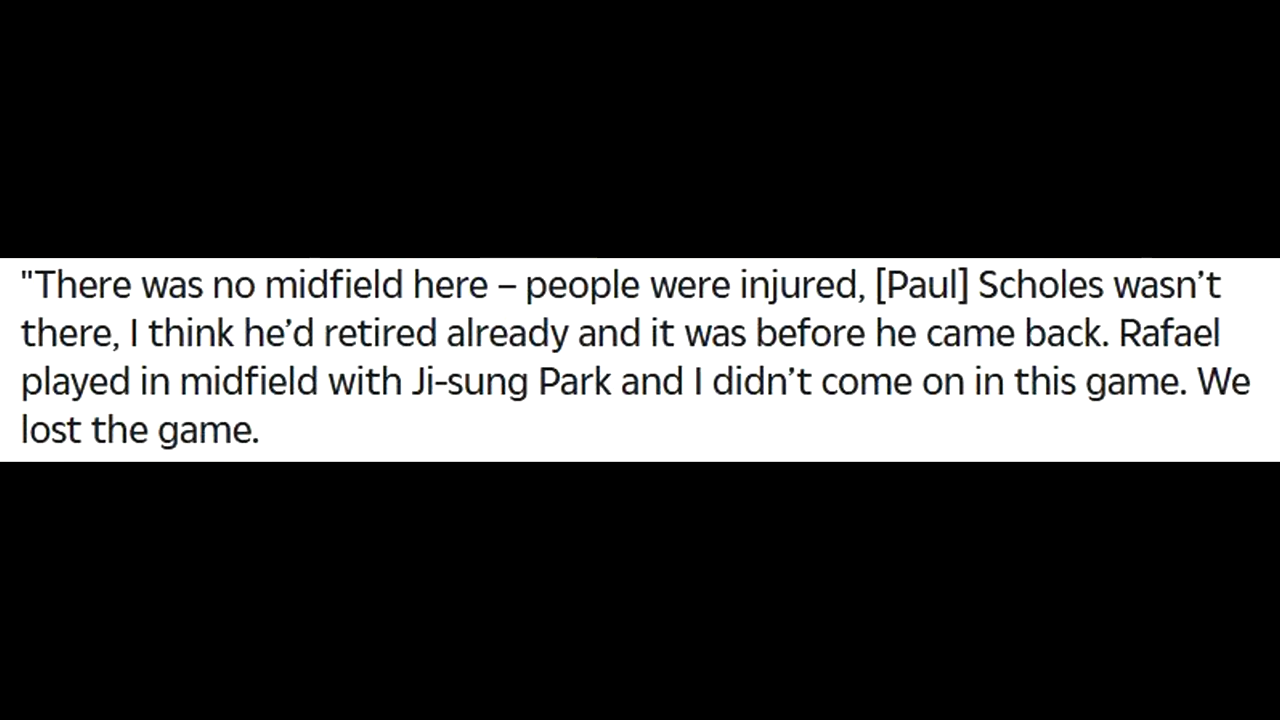 "There was no midfield here – people were injured, [Paul] Scholes wasn’t
there, I think he’d retired already and it was before he came back. Rafael
played in midfield with Ji-sung Park and I didn’t come on in this game. We
lost the game.